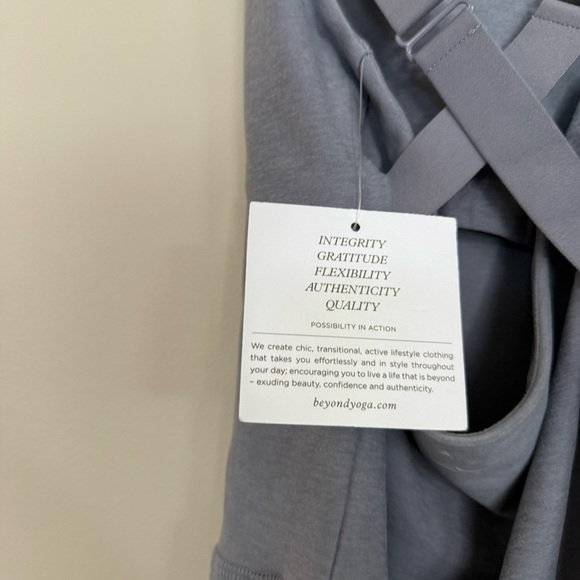 INTEGRITY
GRATITUDE
FLEXIBILITY
AUTHENTICITY
QUALITY
POSSIBILITY IN ACTION
We create chic, transitional, active lifestyle clothing
that takes you effortlessly and in style throughout
your day; encouraging you to live a life that is beyond
– exuding beauty, confidence and authenticity.
beyondyoga.com